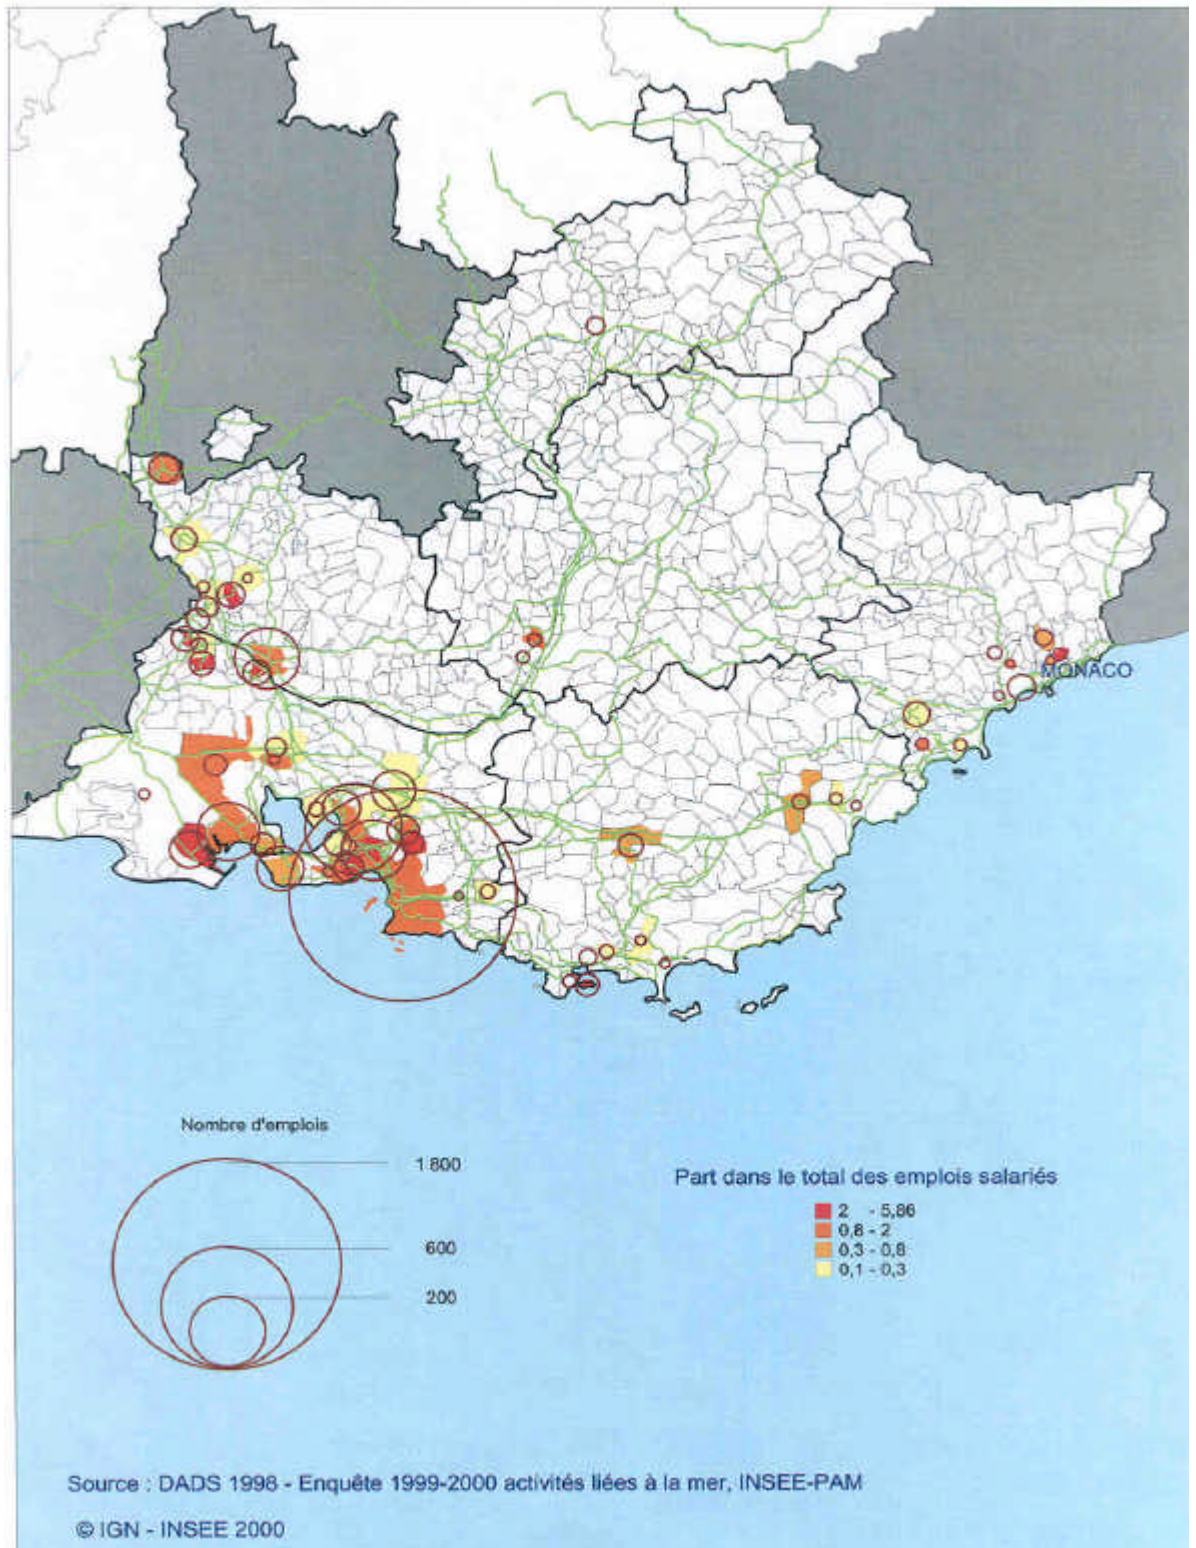 MONACO
Nombre d'emplois
1 800
600
200
Part dans le total des emplois salariés
2 - 5,86
0,8 - 2
0,3 - 0,8
0,1 - 0,3
Source : DADS 1998 - Enquête 1999-2000 activités liées à la mer, INSEE-PAM
© IGN - INSEE 2000